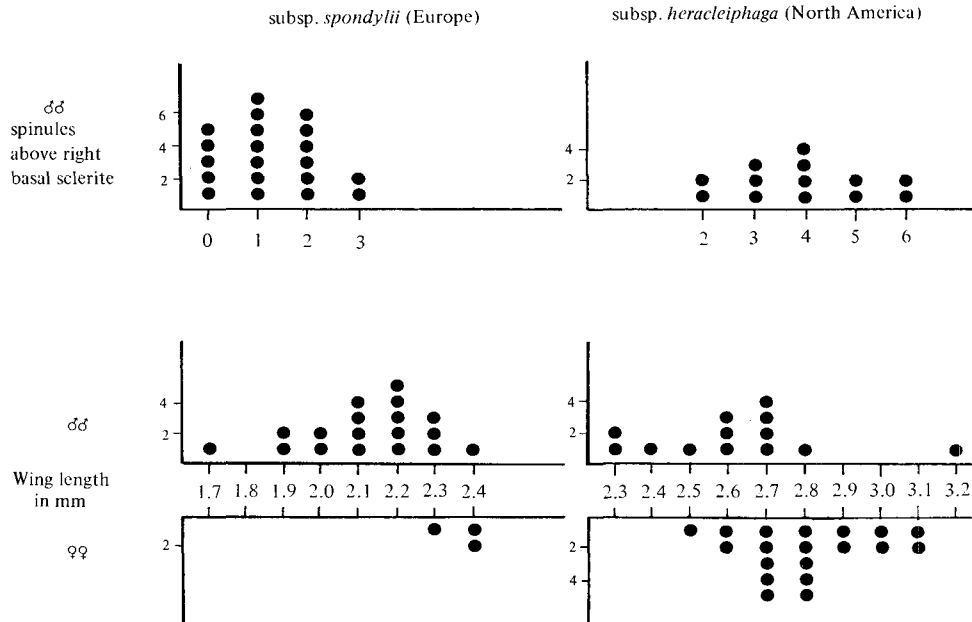 subsp. spondylii (Europe)
subsp. heracleiphaga (North America)
♂♂
spinules
above right
basal sclerite
6
4
2
0 1 2 3
4
2
2 3 4 5 6
♂♂
4
2
4
2
Wing length
in mm
1.7 1.8 1.9 2.0 2.1 2.2 2.3 2.4
2.3 2.4 2.5 2.6 2.7 2.8 2.9 3.0 3.1 3.2
♀♀
2
2
4